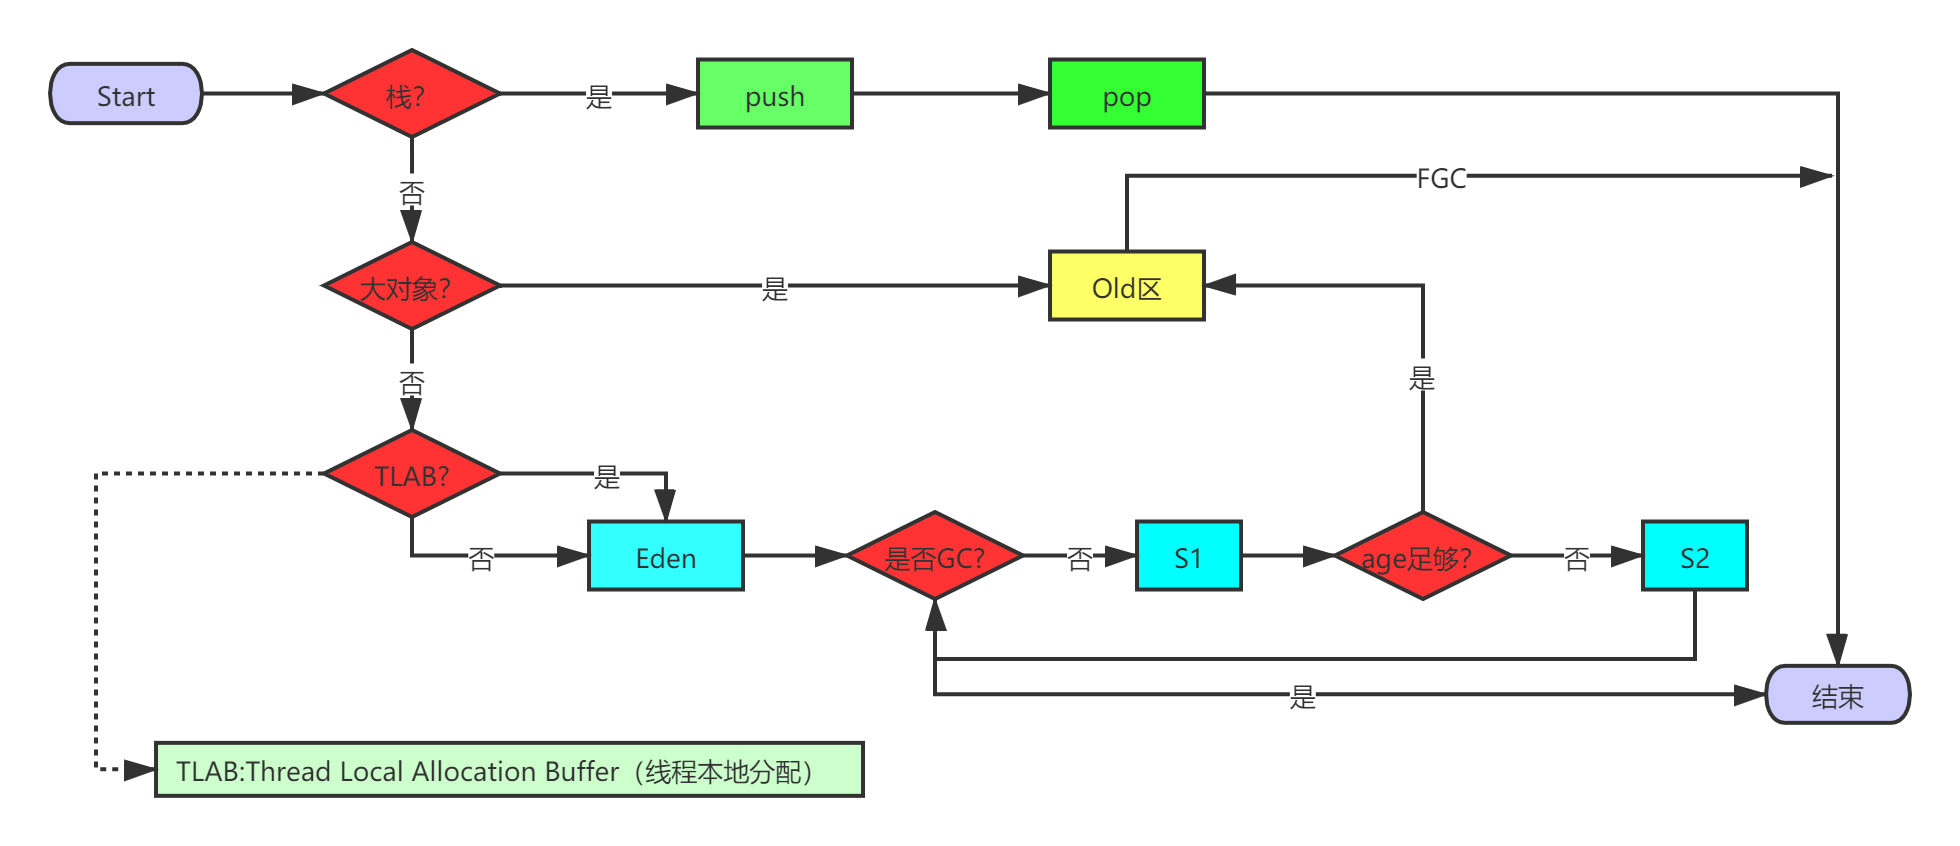 Start
栈?
是
push
pop
否
FGC
大对象?
是
Old区
否
是
TLAB?
是
否
Eden
是否GC?
否
S1
age足够?
否
S2
是
结束
TLAB:Thread Local Allocation Buffer（线程本地分配）